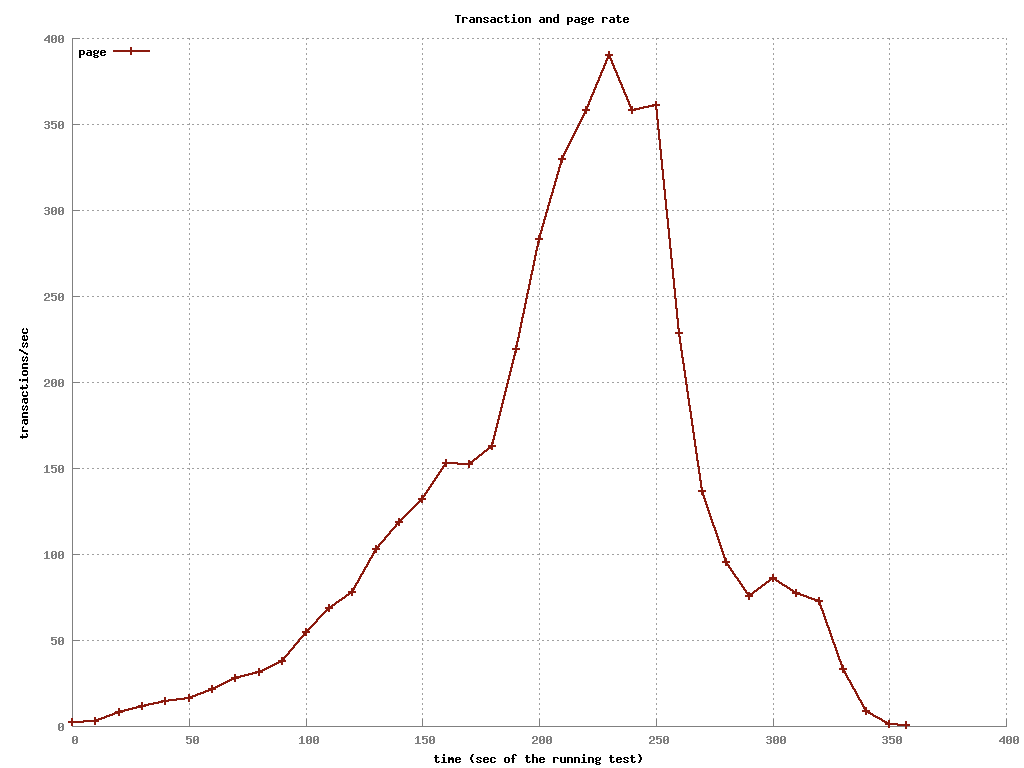 Transaction and page rate
page
400
350
300
250
200
150
100
50
0
transactions/sec
0 50 100 150 200 250 300 350 400
time (sec of the running test)